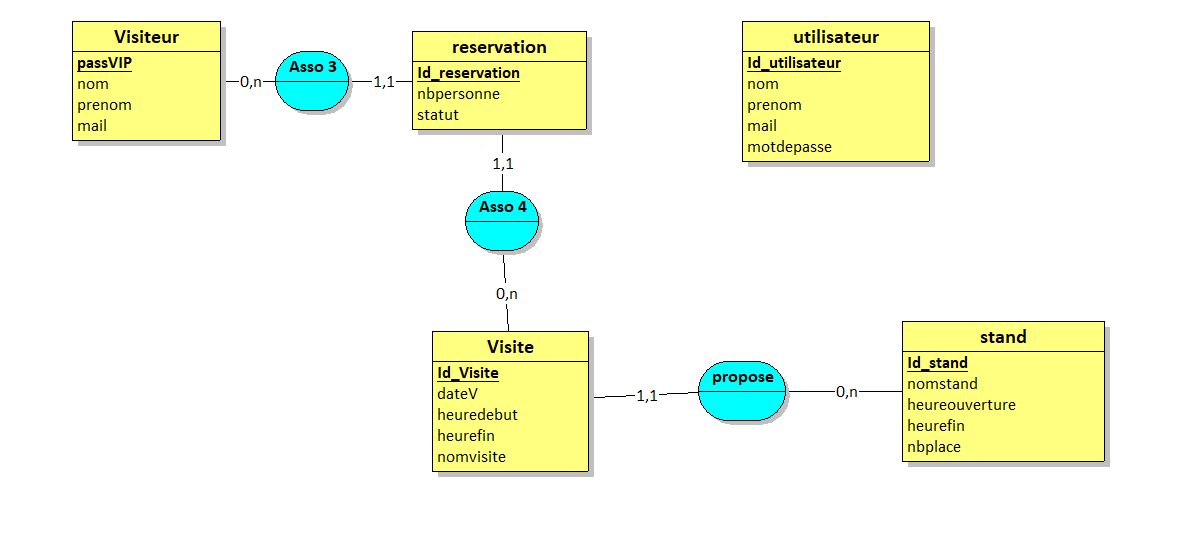 Visiteur
passVIP
nom
prenom
mail
0,n
Asso 3
1,1
reservation
Id_reservation
nbpersonne
statut
utilisateur
Id_utilisateur
nom
prenom
mail
motdepasse
1,1
Asso 4
0,n
Visite
Id_Visite
dateV
heuredebut
heurefin
nomvisite
1,1
propose
0,n
stand
Id_stand
nomstand
heureouverture
heurefin
nbplace